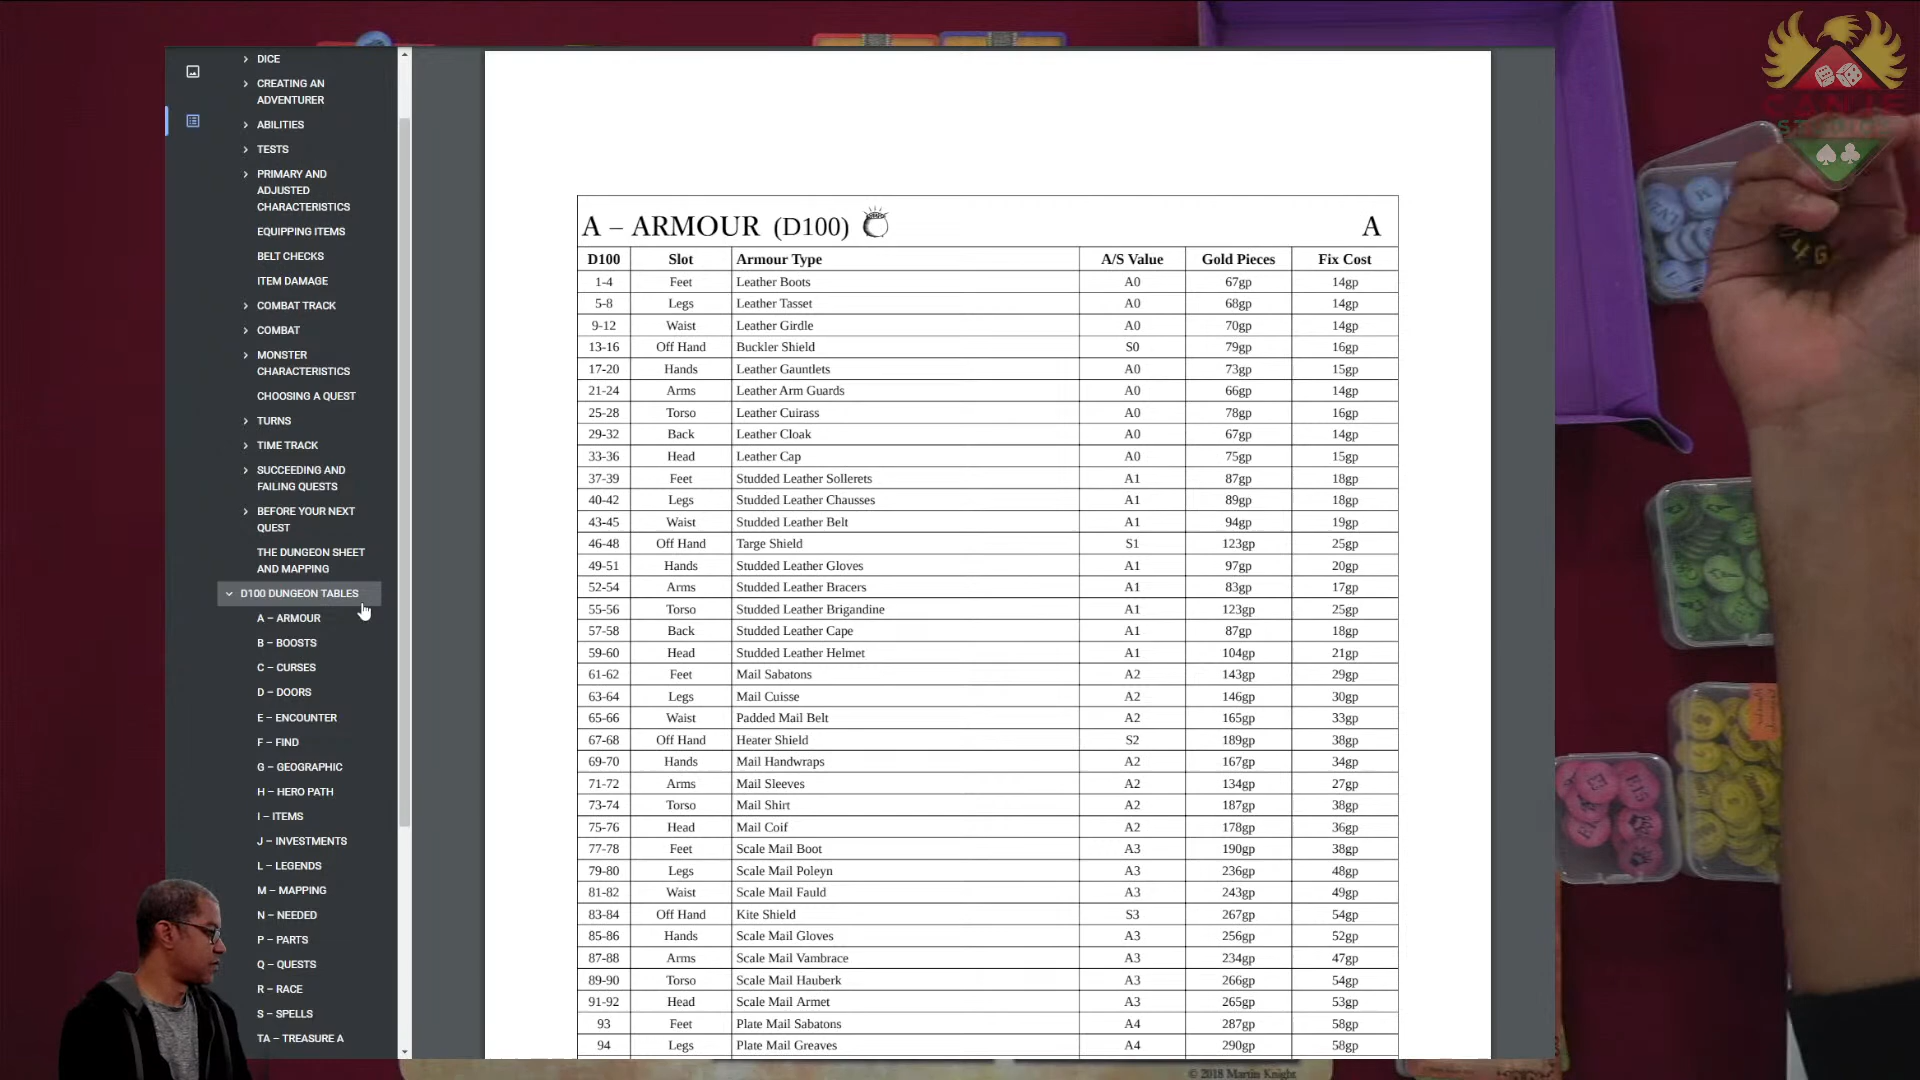 DICE
CREATING AN
ADVENTURER
ABILITIES
TESTS
PRIMARY AND
ADJUSTED
CHARACTERISTICS
EQUIPPING ITEMS
BELT CHECKS
ITEM DAMAGE
COMBAT TRACK
COMBAT
MONSTER
CHARACTERISTICS
CHOOSING A QUEST
TURNS
TIME TRACK
SUCCEEDING AND
FAILING QUESTS
BEFORE YOUR NEXT
QUEST
THE DUNGEON SHEET
AND MAPPING
D100 DUNGEON TABLES
A – ARMOUR
B – BOOSTS
C – CURSES
D – DOORS
E – ENCOUNTER
F – FIND
G – GEOGRAPHIC
H – HERO PATH
I – ITEMS
J – INVESTMENTS
L – LEGENDS
M – MAPPING
N – NEEDED
P – PARTS
Q – QUESTS
R – RACE
S – SPELLS
TA – TREASURE A
A – ARMOUR (D100) A
D100 Slot Armour Type A/S Value Gold Pieces Fix Cost
1-4 Feet Leather Boots A0 67gp 14gp
5-8 Legs Leather Tasset A0 68gp 14gp
9-12 Waist Leather Girdle A0 70gp 14gp
13-16 Off Hand Buckler Shield S0 79gp 16gp
17-20 Hands Leather Gauntlets A0 73gp 15gp
21-24 Arms Leather Arm Guards A0 66gp 14gp
25-28 Torso Leather Cuirass A0 78gp 16gp
29-32 Back Leather Cloak A0 67gp 14gp
33-36 Head Leather Cap A0 75gp 15gp
37-39 Feet Studded Leather Sollerets A1 87gp 18gp
40-42 Legs Studded Leather Chausses A1 89gp 18gp
43-45 Waist Studded Leather Belt A1 94gp 19gp
46-48 Off Hand Targe Shield S1 123gp 25gp
49-51 Hands Studded Leather Gloves A1 97gp 20gp
52-54 Arms Studded Leather Bracers A1 83gp 17gp
55-56 Torso Studded Leather Brigandine A1 123gp 25gp
57-58 Back Studded Leather Cape A1 87gp 18gp
59-60 Head Studded Leather Helmet A1 104gp 21gp
61-62 Feet Mail Sabatons A2 143gp 29gp
63-64 Legs Mail Cuisse A2 146gp 30gp
65-66 Waist Padded Mail Belt A2 165gp 33gp
67-68 Off Hand Heater Shield S2 189gp 38gp
69-70 Hands Mail Handwraps A2 167gp 34gp
71-72 Arms Mail Sleeves A2 134gp 27gp
73-74 Torso Mail Shirt A2 187gp 38gp
75-76 Head Mail Coif A2 178gp 36gp
77-78 Feet Scale Mail Boot A3 190gp 38gp
79-80 Legs Scale Mail Poleyn A3 236gp 48gp
81-82 Waist Scale Mail Fauld A3 243gp 49gp
83-84 Off Hand Kite Shield S3 267gp 54gp
85-86 Hands Scale Mail Gloves A3 256gp 52gp
87-88 Arms Scale Mail Vambrace A3 234gp 47gp
89-90 Torso Scale Mail Hauberk A3 266gp 54gp
91-92 Head Scale Mail Armet A3 265gp 53gp
93 Feet Plate Mail Sabatons A4 287gp 58gp
94 Legs Plate Mail Greaves A4 290gp 58gp
© 2018 Martin Knight